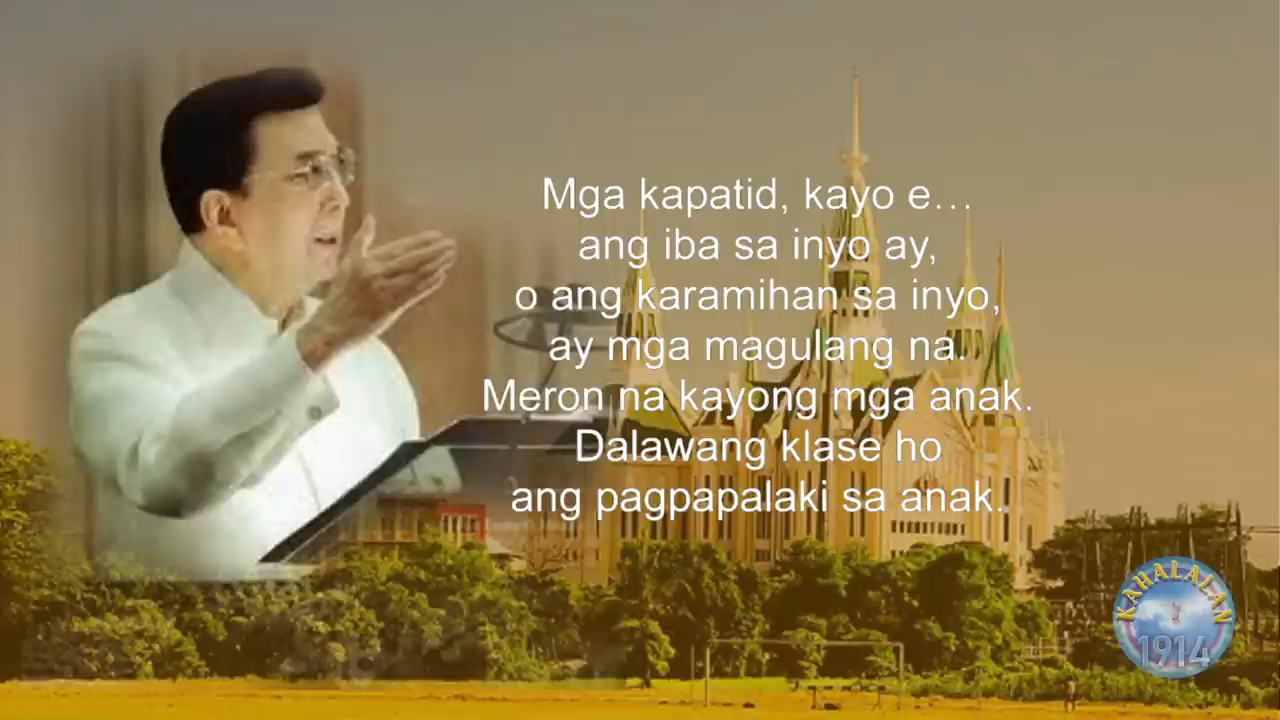 Mga kapatid, kayo e…
ang iba sa inyo ay,
o ang karamihan sa inyo,
ay mga magulang na.
Meron na kayong mga anak.
Dalawang klase ho
ang pagpapalaki sa anak.
KAHALALAN
1914